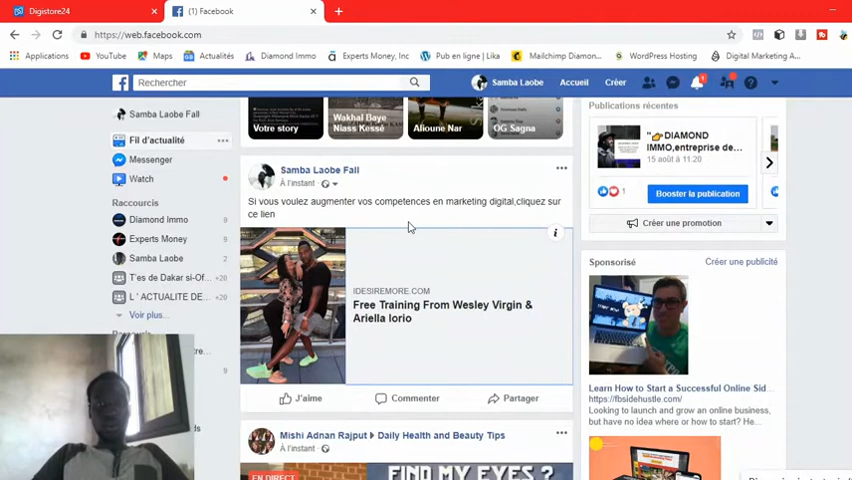 Digistore24
(1) Facebook
https://web.facebook.com
Applications
YouTube
Maps
Actualités
Diamond Immo
Experts Money, Inc
Pub en ligne | Lika
Mailchimp Diamon...
WordPress Hosting
Digital Marketing A...
Rechercher
Samba Laobe
Accueil
Créer
1
Samba Laobe Fall
Fil d'actualité
Messenger
Watch
Raccourcis
Diamond Immo 9
Experts Money 9
Samba Laobe 2
T'es de Dakar si-Of... +20
L ' ACTUALITE DE... +20
Voir plus...
Votre story
Wakhal Baye
Niass Kessé
Alioune Nar
OG Sagna
Samba Laobe Fall
À l'instant
Si vous voulez augmenter vos competences en marketing digital,cliquez sur
ce lien
IDESIREMORE.COM
Free Training From Wesley Virgin &
Ariella Iorio
J'aime
Commenter
Partager
Mishi Adnan Rajput
Daily Health and Beauty Tips
À l'instant
EN DIRECT
FIND MY EYES ?
Publications récentes
"👉DIAMOND
IMMO,entreprise de...
15 août à 11:20
1
Booster la publication
Créer une promotion
Sponsorisé
Créer une publicité
Learn How to Start a Successful Online Sid...
https://fbsidehustle.com/
Looking to launch and grow an online business,
but have no idea where or how to start? He...